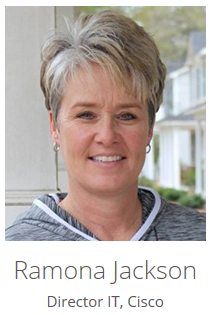 Ramona Jackson
Director IT, Cisco